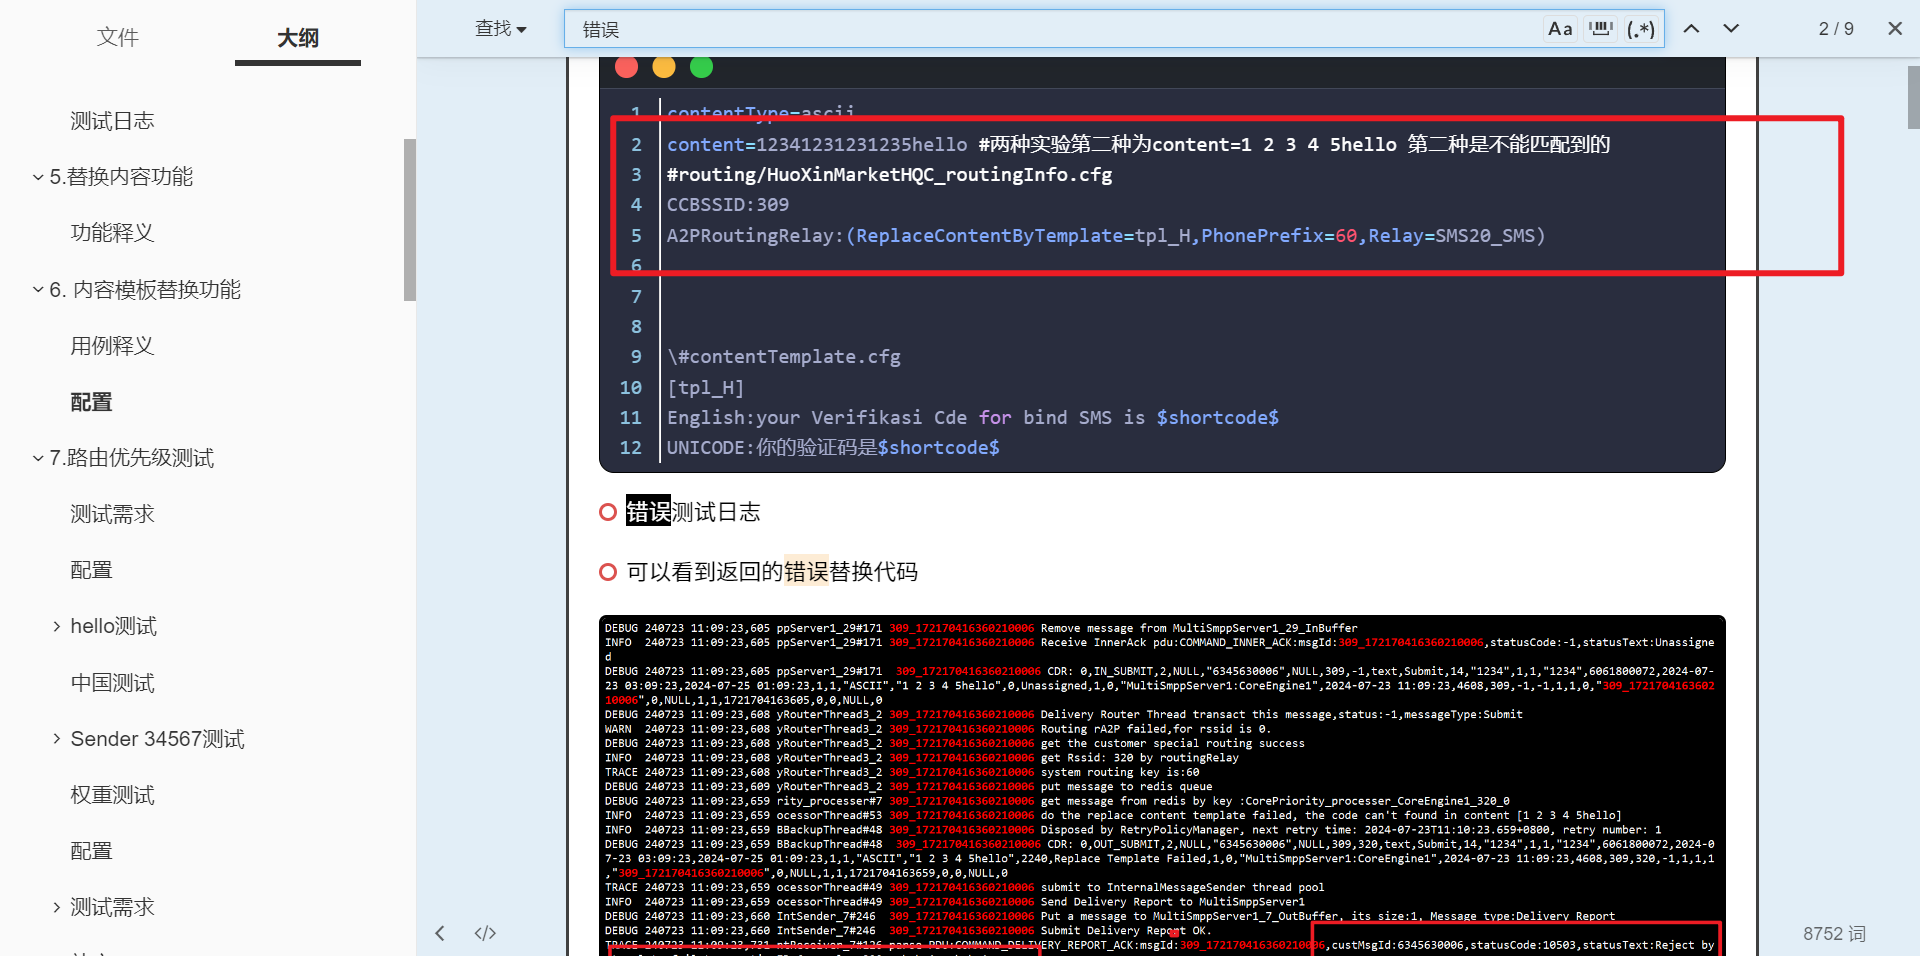 文件
大纲
测试日志
5.替换内容功能
功能释义
6. 内容模板替换功能
用例释义
配置
7.路由优先级测试
测试需求
配置
hello测试
中国测试
Sender 34567测试
权重测试
配置
测试需求
查找
错误
Aa
(.*)
2 / 9
1 contentType=ascii
2 content=12341231231235hello #两种实验第二种为content=1 2 3 4 5hello 第二种是不能匹配到的
3 #routing/HuoXinMarketHQC_routingInfo.cfg
4 CCBSSID:309
5 A2PRoutingRelay:(ReplaceContentByTemplate=tpl_H,PhonePrefix=60,Relay=SMS20_SMS)
6
7
8
9 \#contentTemplate.cfg
10 [tpl_H]
11 English:your Verifikasi Cde for bind SMS is $shortcode$
12 UNICODE:你的验证码是$shortcode$
错误测试日志
可以看到返回的错误替换代码
DEBUG 240723 11:09:23,605 ppServer1_29#171 309_172170416360210006 Remove message from MultiSmppServer1_29_InBuffer
INFO 240723 11:09:23,605 ppServer1_29#171 309_172170416360210006 Receive InnerAck pdu:COMMAND_INNER_ACK:msgId:309_172170416360210006,statusCode:-1,statusText:Unassigne
d
DEBUG 240723 11:09:23,605 ppServer1_29#171 309_172170416360210006 CDR: 0,IN_SUBMIT,2,NULL,"6345630006",NULL,309,-1,text,Submit,14,"1234",1,1,"1234",6061800072,2024-07-
23 03:09:23,2024-07-25 01:09:23,1,1,"ASCII","1 2 3 4 5hello",0,Unassigned,1,0,"MultiSmppServer1:CoreEngine1",2024-07-23 11:09:23,4608,309,-1,-1,1,1,0,"309_1721704163602
10006",0,NULL,1,1,1721704163605,0,0,NULL,0
DEBUG 240723 11:09:23,608 yRouterThread3_2 309_172170416360210006 Delivery Router Thread transact this message,status:-1,messageType:Submit
WARN 240723 11:09:23,608 yRouterThread3_2 309_172170416360210006 Routing rA2P failed,for rssid is 0.
DEBUG 240723 11:09:23,608 yRouterThread3_2 309_172170416360210006 get the customer special routing success
INFO 240723 11:09:23,608 yRouterThread3_2 309_172170416360210006 get Rssid: 320 by routingRelay
TRACE 240723 11:09:23,608 yRouterThread3_2 309_172170416360210006 system routing key is:60
DEBUG 240723 11:09:23,609 yRouterThread3_2 309_172170416360210006 put message to redis queue
DEBUG 240723 11:09:23,659 rity_processer#7 309_172170416360210006 get message from redis by key :CorePriority_processer_CoreEngine1_320_0
INFO 240723 11:09:23,659 ocessorThread#53 309_172170416360210006 do the replace content template failed, the code can't found in content [1 2 3 4 5hello]
INFO 240723 11:09:23,659 BBackupThread#48 309_172170416360210006 Disposed by RetryPolicyManager, next retry time: 2024-07-23T11:10:23.659+0800, retry number: 1
DEBUG 240723 11:09:23,659 BBackupThread#48 309_172170416360210006 CDR: 0,OUT_SUBMIT,2,NULL,"6345630006",NULL,309,320,text,Submit,14,"1234",1,1,"1234",6061800072,2024-0
7-23 03:09:23,2024-07-25 01:09:23,1,1,"ASCII","1 2 3 4 5hello",2240,Replace Template Failed,1,0,"MultiSmppServer1:CoreEngine1",2024-07-23 11:09:23,4608,309,320,-1,1,1,1
,"309_172170416360210006",0,NULL,1,1,1721704163659,0,0,NULL,0
TRACE 240723 11:09:23,659 ocessorThread#49 309_172170416360210006 submit to InternalMessageSender thread pool
INFO 240723 11:09:23,659 ocessorThread#49 309_172170416360210006 Send Delivery Report to MultiSmppServer1
DEBUG 240723 11:09:23,660 IntSender_7#246 309_172170416360210006 Put a message to MultiSmppServer1_7_OutBuffer, its size:1, Message type:Delivery Report
DEBUG 240723 11:09:23,660 IntSender_7#246 309_172170416360210006 Submit Delivery Report OK.
TRACE 240723 11:09:23,731 ntReceiver_7#126 parse PDU:COMMAND_DELIVERY_REPORT_ACK:msgId:309_172170416360210006,custMsgId:6345630006,statusCode:10503,statusText:Reject by
</> 
8752 词